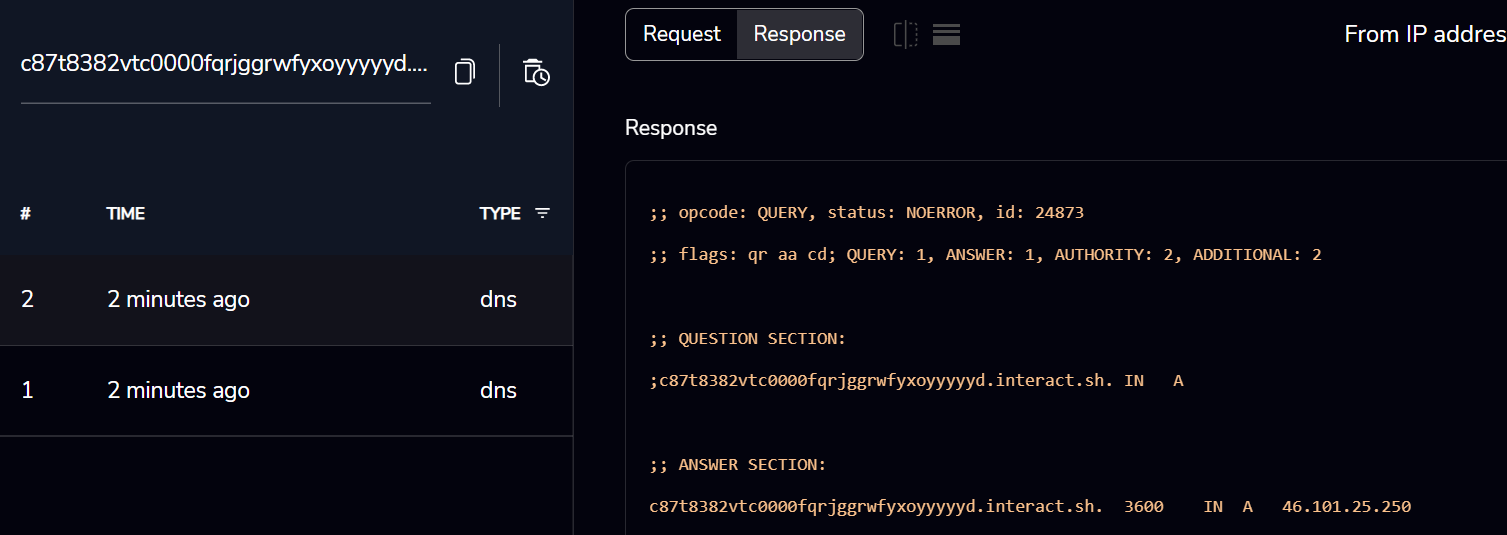 c87t8382vtc0000fqrjggrwfyxoyyyyyd....
# TIME TYPE
2 2 minutes ago dns
1 2 minutes ago dns
Request Response
From IP addres
Response
;; opcode: QUERY, status: NOERROR, id: 24873
;; flags: qr aa cd; QUERY: 1, ANSWER: 1, AUTHORITY: 2, ADDITIONAL: 2
;; QUESTION SECTION:
;c87t8382vtc0000fqrjggrwfyxoyyyyyd.interact.sh. IN A
;; ANSWER SECTION:
c87t8382vtc0000fqrjggrwfyxoyyyyyd.interact.sh. 3600 IN A 46.101.25.250